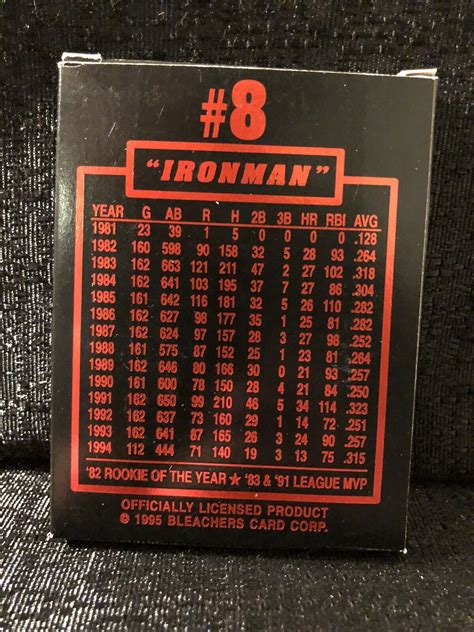 #8
"IRONMAN"
YEAR G AB R H 2B 3B HR RBI AVG
1981 23 39 1 5 0 0 0 0 .128
1982 160 598 90 158 32 5 28 93 .264
1983 162 663 121 211 47 2 27 102 .318
1984 162 641 103 195 37 7 27 86 .304
1985 161 642 116 181 32 5 26 110 .282
1986 162 627 98 177 35 1 25 81 .282
1987 162 624 97 157 28 3 27 98 .252
1988 161 575 87 152 25 1 23 81 .264
1989 162 646 80 166 30 0 21 93 .257
1990 161 600 78 150 28 4 21 84 .250
1991 162 650 99 210 46 5 34 114 .323
1992 162 637 73 160 29 1 14 72 .251
1993 162 641 87 165 26 3 24 90 .257
1994 112 444 71 140 19 3 13 75 .315
'82 ROOKIE OF THE YEAR ★ '83 & '91 LEAGUE MVP
OFFICIALLY LICENSED PRODUCT
© 1995 BLEACHERS CARD CORP.